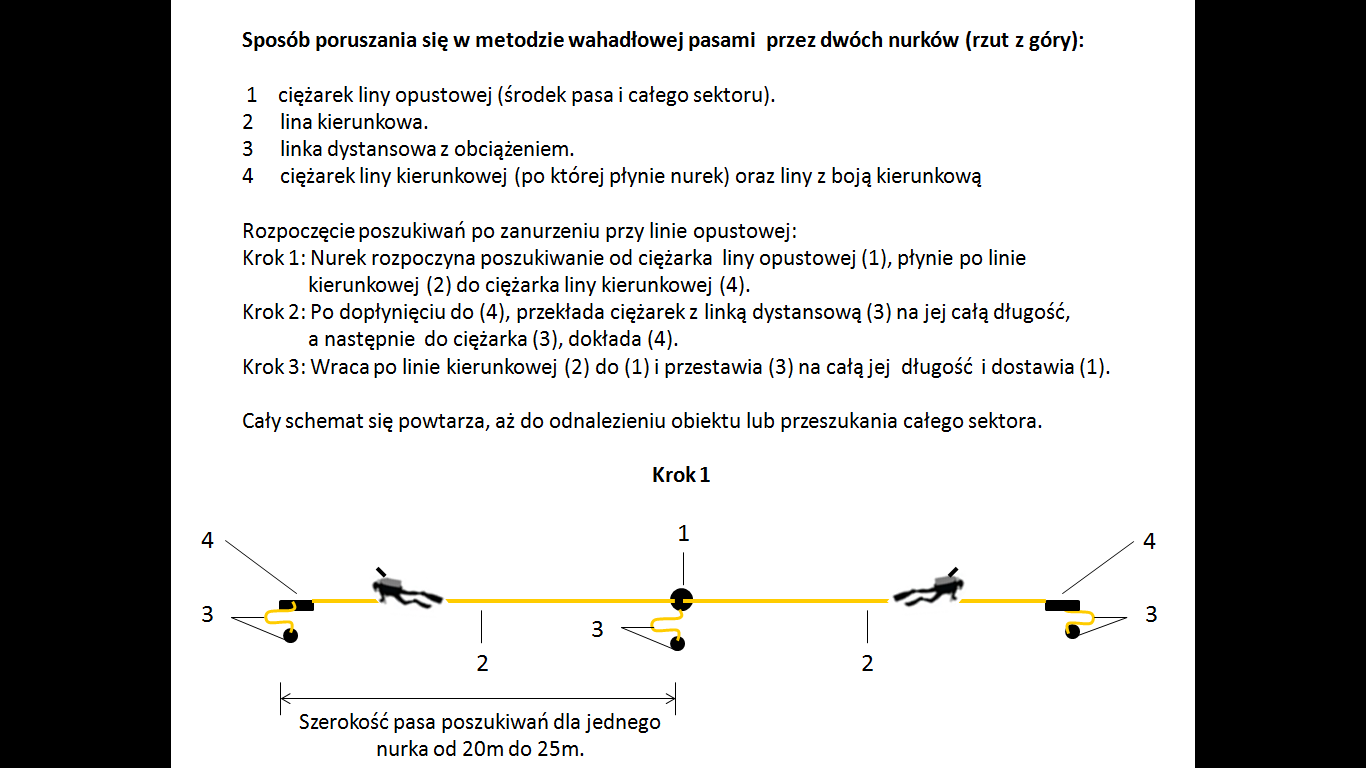 Sposób poruszania się w metodzie wahadłowej pasami przez dwóch nurków (rzut z góry):
1 ciężarek liny opustowej (środek pasa i całego sektoru).
2 lina kierunkowa.
3 linka dystansowa z obciążeniem.
4 ciężarek liny kierunkowej (po której płynie nurek) oraz liny z boją kierunkową
Rozpoczęcie poszukiwań po zanurzeniu przy linie opustowej:
Krok 1: Nurek rozpoczyna poszukiwanie od ciężarka liny opustowej (1), płynie po linie
kierunkowej (2) do ciężarka liny kierunkowej (4).
Krok 2: Po dopłynięciu do (4), przekłada ciężarek z linką dystansową (3) na jej całą długość,
a następnie do ciężarka (3), dokłada (4).
Krok 3: Wraca po linie kierunkowej (2) do (1) i przestawia (3) na całą jej długość i dostawia (1).
Cały schemat się powtarza, aż do odnalezieniu obiektu lub przeszukania całego sektora.
Krok 1
4
1
4
3
3
3
2
2
Szerokość pasa poszukiwań dla jednego
nurka od 20m do 25m.